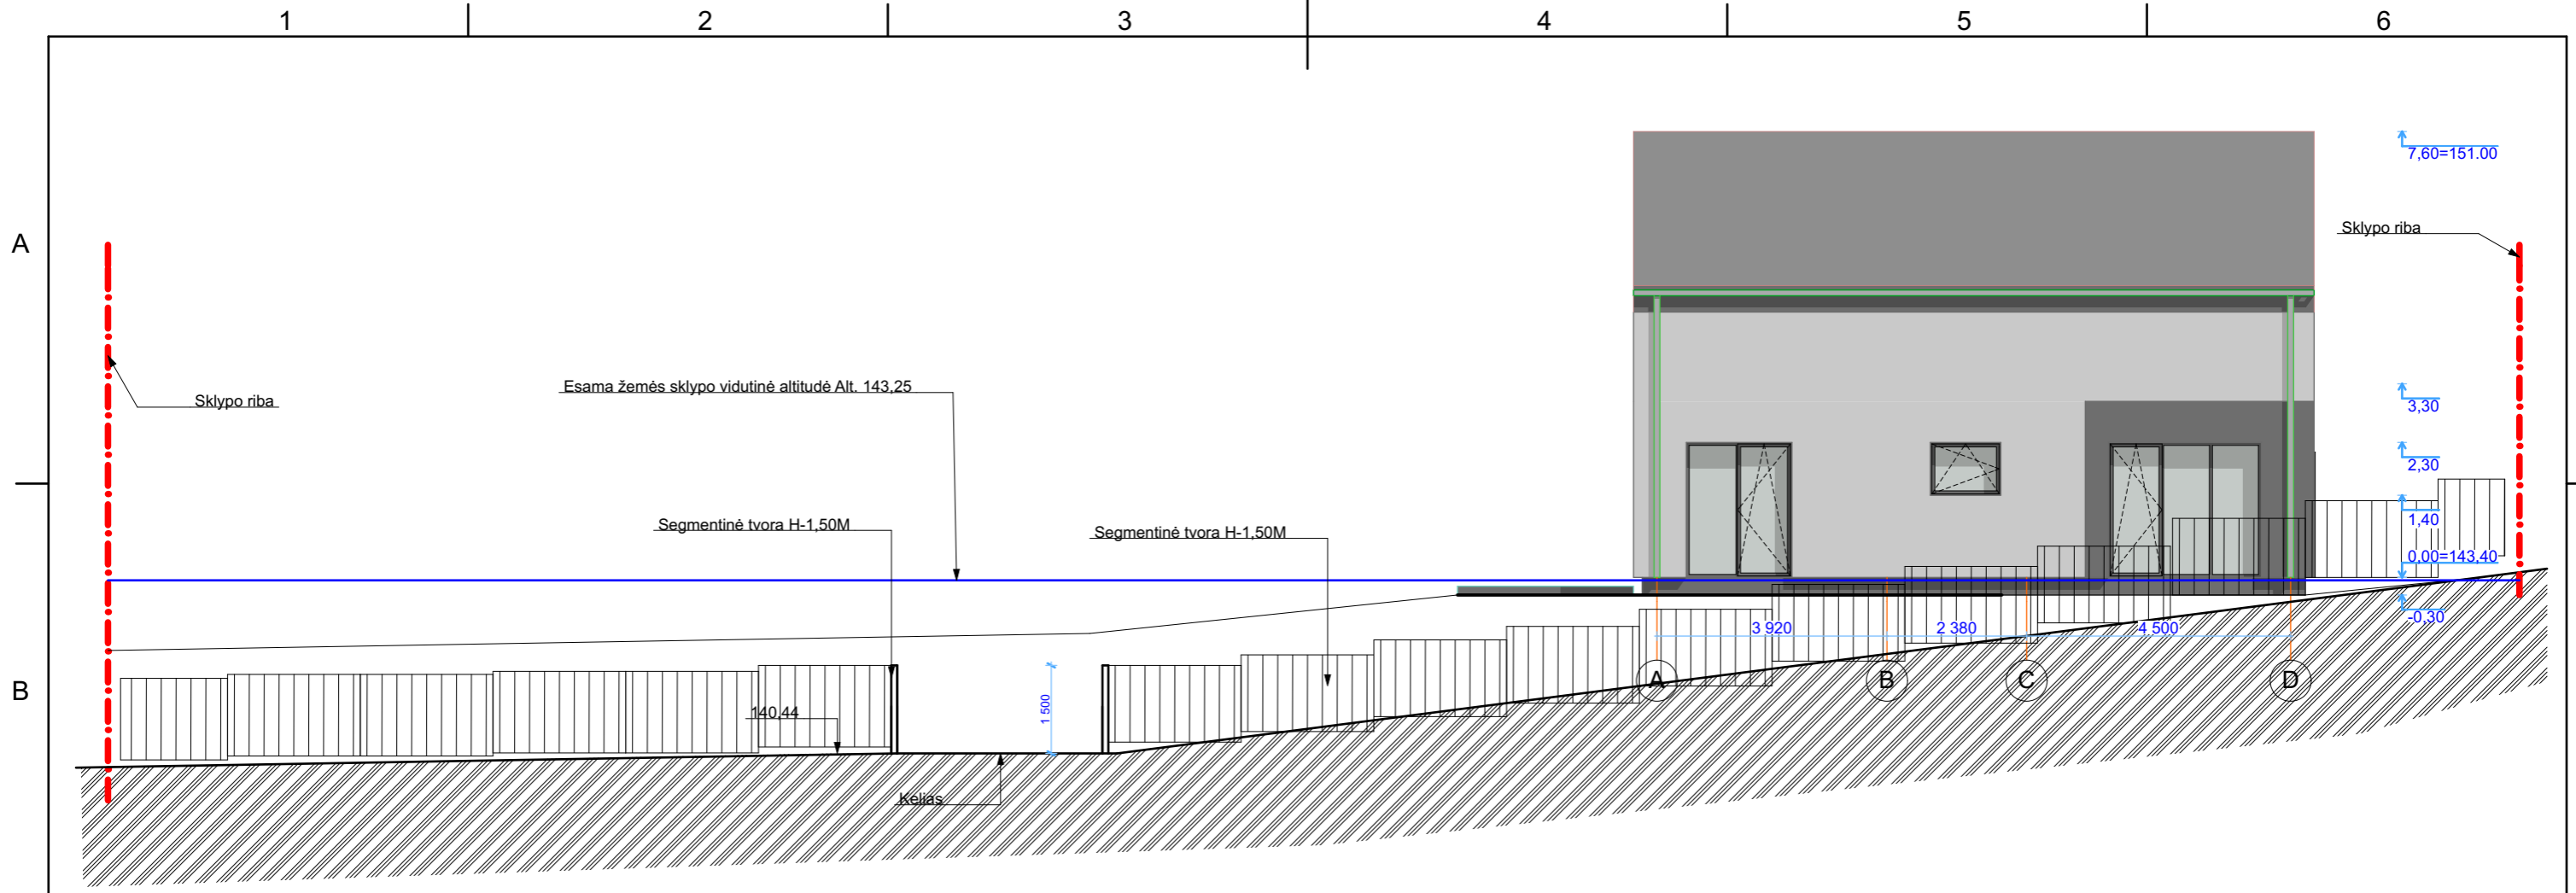 1 2 3 4 5 6
7,60=151.00
A
Sklypo riba
Esama žemės sklypo vidutinė altitudė Alt. 143,25
Sklypo riba
3,30
2,30
Segmentinė tvora H-1,50M
Segmentinė tvora H-1,50M
1,40
0,00=143.40
-0,30
3 920 2 380 4 500
B
A B C D
1 500
140,44
Kelias